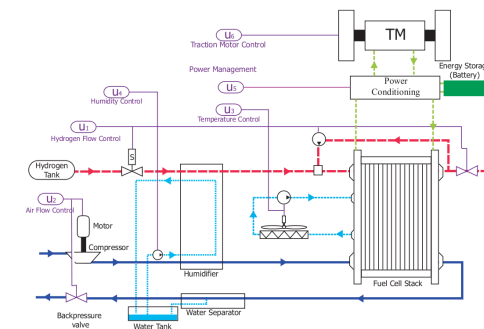 TM
u6
Traction Motor Control
Energy Storag
(Battery)
Power Management
u5
Power
Conditioning
u4
Humidity Control
u3
Temperature Control
u1
Hydrogen Flow Control
S
Hydrogen
Tank
u2
Air Flow Control
Motor
Compressor
Humidifier
Fuel Cell Stack
Backpressure
valve
Water Tank
Water Separator